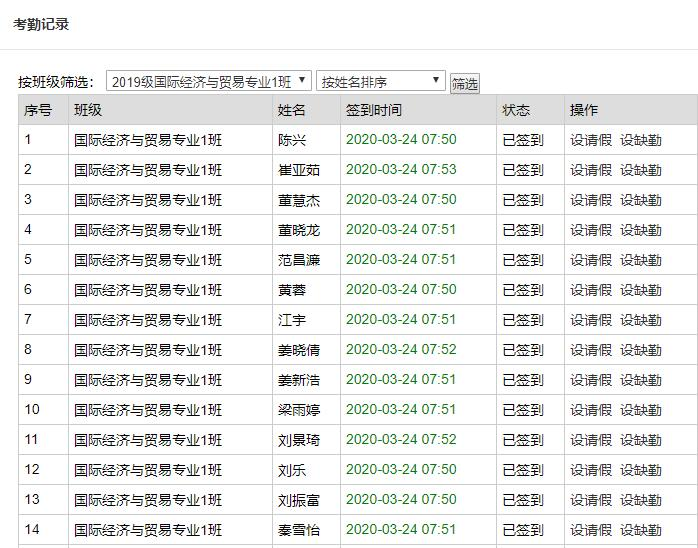 考勤记录
按班级筛选： 2019级国际经济与贸易专业1班 按姓名排序 筛选
序号 班级 姓名 签到时间 状态 操作
1 国际经济与贸易专业1班 陈兴 2020-03-24 07:50 已签到 设请假 设缺勤
2 国际经济与贸易专业1班 崔亚茹 2020-03-24 07:53 已签到 设请假 设缺勤
3 国际经济与贸易专业1班 董慧杰 2020-03-24 07:50 已签到 设请假 设缺勤
4 国际经济与贸易专业1班 董晓龙 2020-03-24 07:51 已签到 设请假 设缺勤
5 国际经济与贸易专业1班 范昌濂 2020-03-24 07:51 已签到 设请假 设缺勤
6 国际经济与贸易专业1班 黄蓉 2020-03-24 07:50 已签到 设请假 设缺勤
7 国际经济与贸易专业1班 江宇 2020-03-24 07:51 已签到 设请假 设缺勤
8 国际经济与贸易专业1班 姜晓倩 2020-03-24 07:52 已签到 设请假 设缺勤
9 国际经济与贸易专业1班 姜新浩 2020-03-24 07:51 已签到 设请假 设缺勤
10 国际经济与贸易专业1班 梁雨婷 2020-03-24 07:51 已签到 设请假 设缺勤
11 国际经济与贸易专业1班 刘景琦 2020-03-24 07:52 已签到 设请假 设缺勤
12 国际经济与贸易专业1班 刘乐 2020-03-24 07:50 已签到 设请假 设缺勤
13 国际经济与贸易专业1班 刘振富 2020-03-24 07:50 已签到 设请假 设缺勤
14 国际经济与贸易专业1班 秦雪怡 2020-03-24 07:51 已签到 设请假 设缺勤